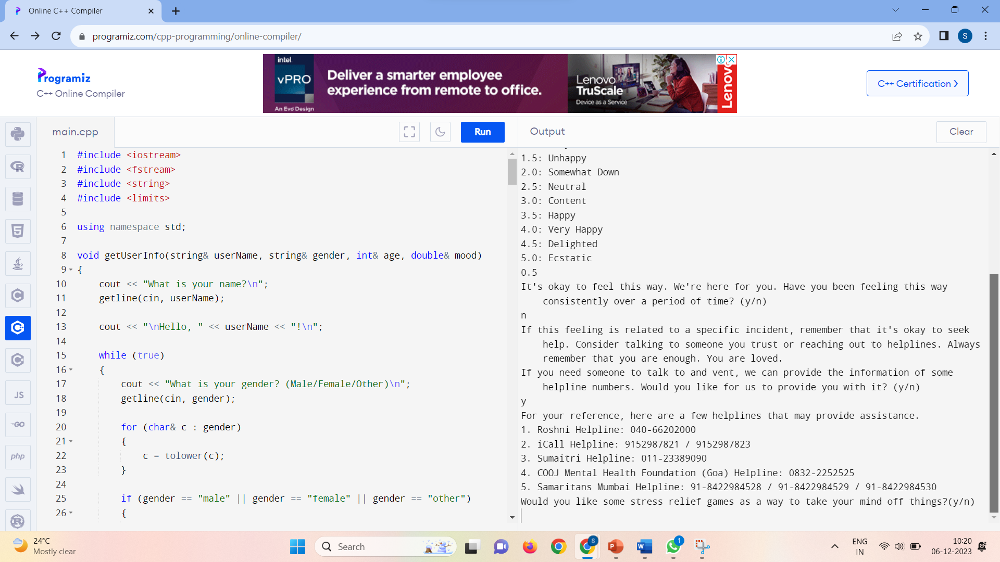 Online C++ Compiler
programiz.com/cpp-programming/online-compiler/
S
Programiz
C++ Online Compiler
intel
vPRO
An Evo Design
Deliver a smarter employee
experience from remote to office.
Lenovo
TruScale
Device as a Service
Lenovo
C++ Certification
main.cpp
Run
Output
Clear
1 #include <iostream>
2 #include <fstream>
3 #include <string>
4 #include <limits>
5
6 using namespace std;
7
8 void getUserInfo(string& userName, string& gender, int& age, double& mood)
9 {
10 cout << "What is your name?\n";
11 getline(cin, userName);
12
13 cout << "\nHello, " << userName << "!\n";
14
15 while (true)
16 {
17 cout << "What is your gender? (Male/Female/Other)\n";
18 getline(cin, gender);
19
20 for (char& c : gender)
21 {
22 c = tolower(c);
23 }
24
25 if (gender == "male" || gender == "female" || gender == "other")
26 {
1.5: Unhappy
2.0: Somewhat Down
2.5: Neutral
3.0: Content
3.5: Happy
4.0: Very Happy
4.5: Delighted
5.0: Ecstatic
0.5
It's okay to feel this way. We're here for you. Have you been feeling this way
consistently over a period of time? (y/n)
n
If this feeling is related to a specific incident, remember that it's okay to seek
help. Consider talking to someone you trust or reaching out to helplines. Always
remember that you are enough. You are loved.
If you need someone to talk to and vent, we can provide the information of some
helpline numbers. Would you like for us to provide you with it? (y/n)
y
For your reference, here are a few helplines that may provide assistance.
1. Roshni Helpline: 040-66202000
2. iCall Helpline: 9152987821 / 9152987823
3. Sumaitri Helpline: 011-23389090
4. COOJ Mental Health Foundation (Goa) Helpline: 0832-2252525
5. Samaritans Mumbai Helpline: 91-8422984528 / 91-8422984529 / 91-8422984530
Would you like some stress relief games as a way to take your mind off things?(y/n)
JS
GO
php
24°C
Mostly clear
Search
S
P
W
1
ENG
IN
10:20
06-12-2023